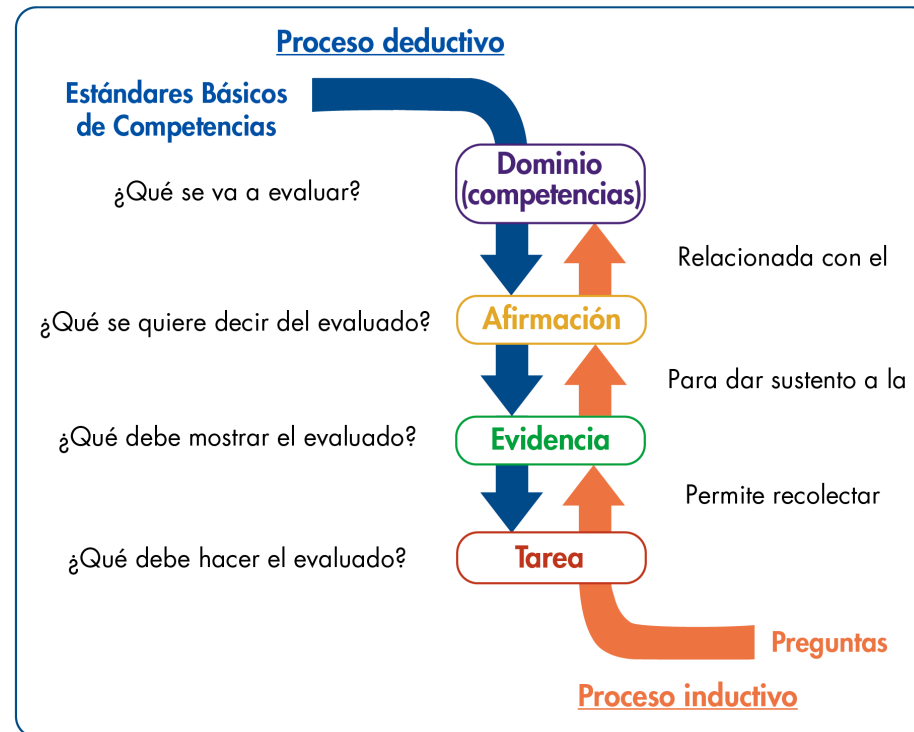 Proceso deductivo
Estándares Básicos
de Competencias
Dominio
(competencias)
¿Qué se va a evaluar?
Relacionada con el
Afirmación
¿Qué se quiere decir del evaluado?
Para dar sustento a la
Evidencia
¿Qué debe mostrar el evaluado?
Permite recolectar
Tarea
¿Qué debe hacer el evaluado?
Preguntas
Proceso inductivo